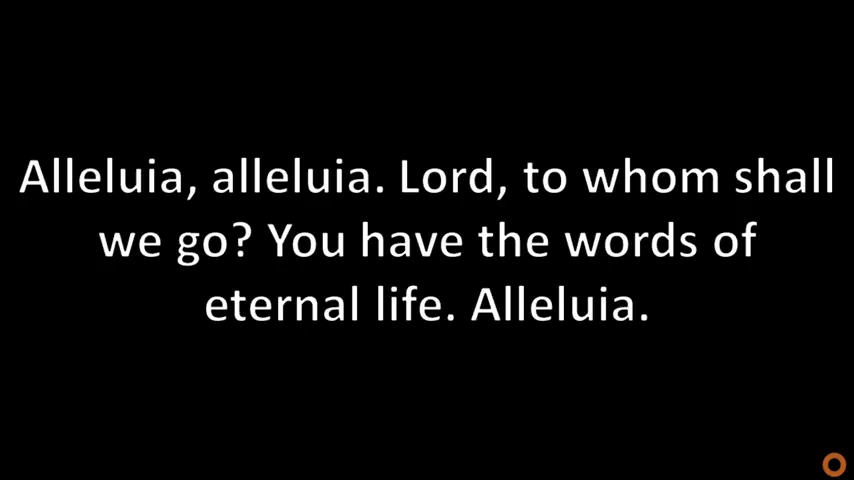 Alleluia, alleluia. Lord, to whom shall
we go? You have the words of
eternal life. Alleluia.